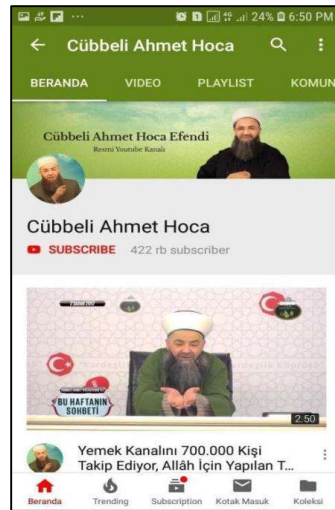 24% 6:50 PM
Cübbeli Ahmet Hoca
BERANDA VIDEO PLAYLIST KOMUN
Cübbeli Ahmet Hoca Efendi
Resmi Youtube Kanalı
Cübbeli Ahmet Hoca
SUBSCRIBE 422 rb subscriber
BU HAFTANIN
SOHBETİ
2:50
Yemek Kanalını 700.000 Kişi
Takip Ediyor, Allâh İçin Yapılan T...
Beranda Trending Subscription Kotak Masuk Koleksi